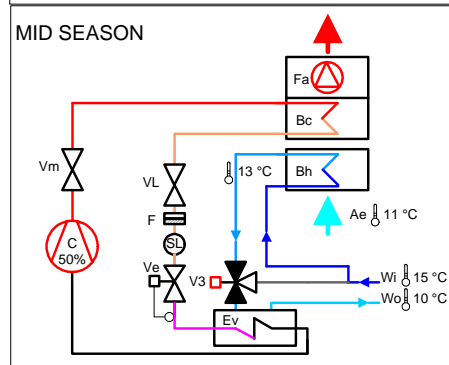 MID SEASON
Fa
Bc
Vm
VL
13 °C
Bh
F
Ae 11 °C
C
50%
SL
Ve
V3
Wi 15 °C
Wo 10 °C
Ev